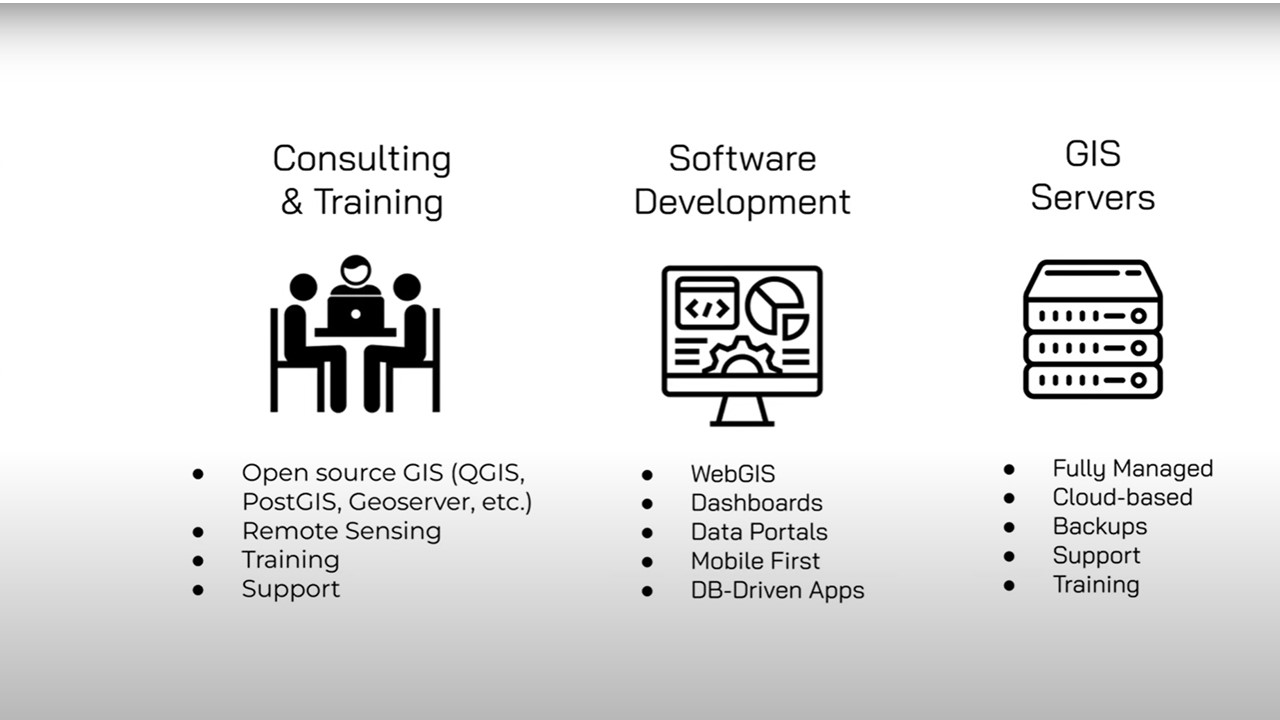 Consulting
& Training
● Open source GIS (QGIS,
PostGIS, Geoserver, etc.)
● Remote Sensing
● Training
● Support
Software
Development
</>
● WebGIS
● Dashboards
● Data Portals
● Mobile First
● DB-Driven Apps
GIS
Servers
● Fully Managed
● Cloud-based
● Backups
● Support
● Training